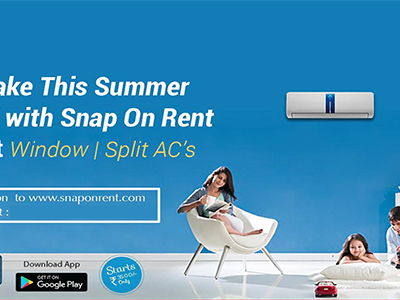 ake This Summer
with Snap On Rent
t Window | Split AC's
on to www.snaponrent.com
t :
Download App
GET IT ON
Google Play
Starts
Only